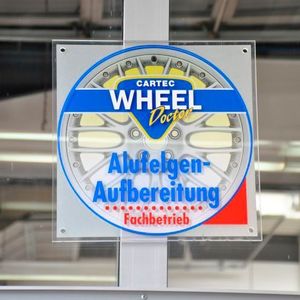 CARTEC
WHEEL
Doctor
Alufelgen-
Aufbereitung
Fachbetrieb